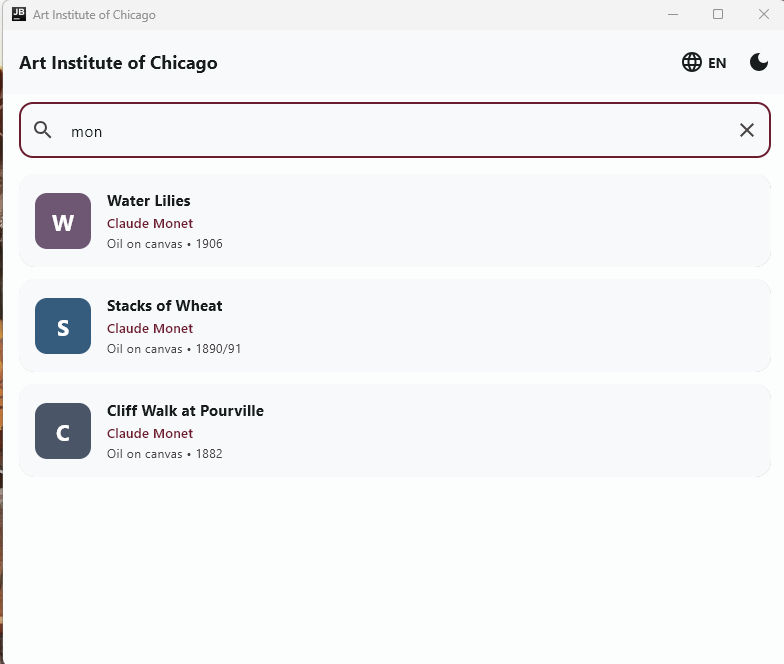 JB Art Institute of Chicago
Art Institute of Chicago EN
mon
W
Water Lilies
Claude Monet
Oil on canvas • 1906
S
Stacks of Wheat
Claude Monet
Oil on canvas • 1890/91
C
Cliff Walk at Pourville
Claude Monet
Oil on canvas • 1882